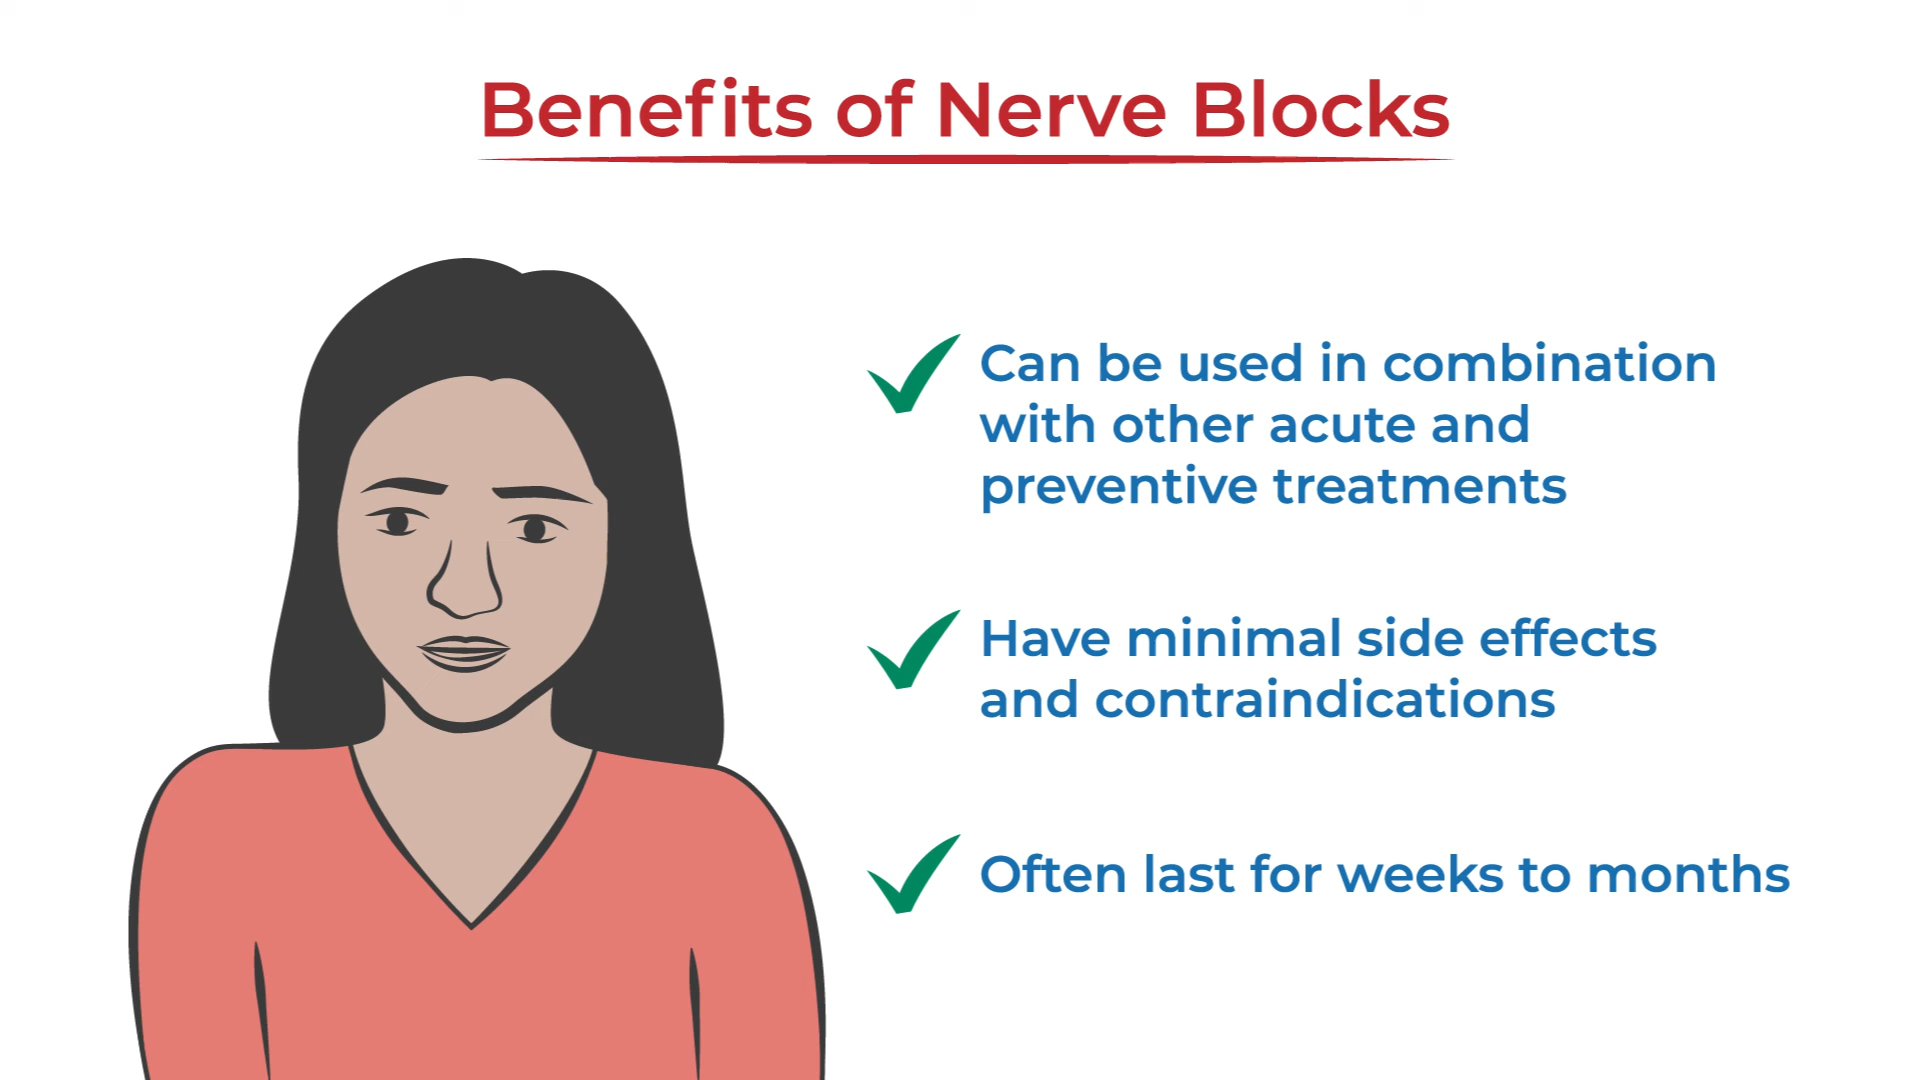 Benefits of Nerve Blocks
Can be used in combination
with other acute and
preventive treatments
Have minimal side effects
and contraindications
Often last for weeks to months